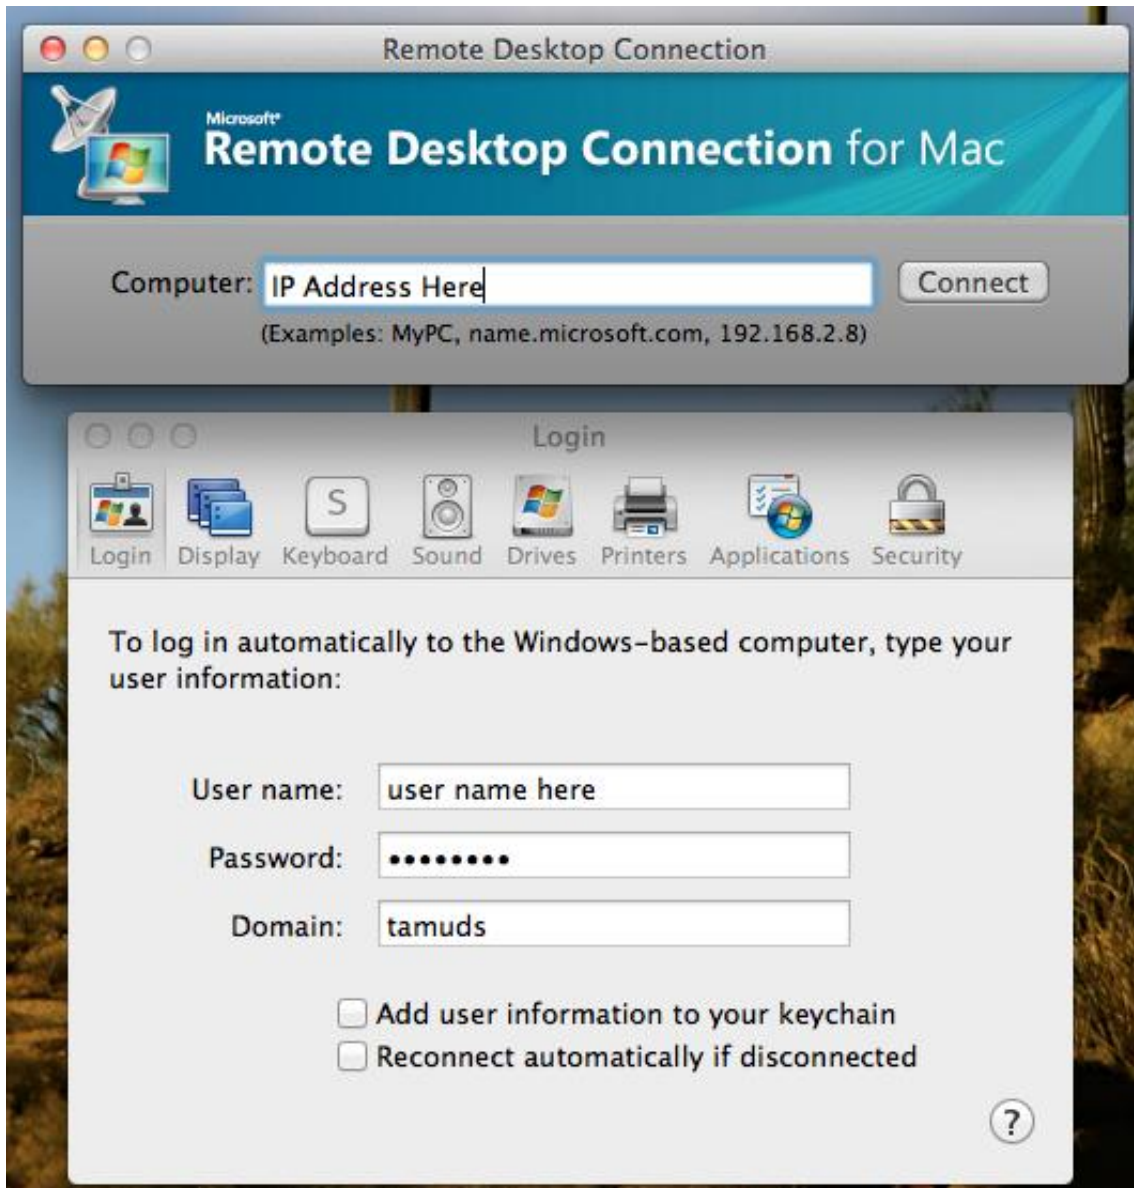 Remote Desktop Connection
Microsoft®
Remote Desktop Connection for Mac
Computer: IP Address Here Connect
(Examples: MyPC, name.microsoft.com, 192.168.2.8)
Login
S
Login Display Keyboard Sound Drives Printers Applications Security
To log in automatically to the Windows-based computer, type your
user information:
User name: user name here
Password: ••••••••
Domain: tamuds
Add user information to your keychain
Reconnect automatically if disconnected
?